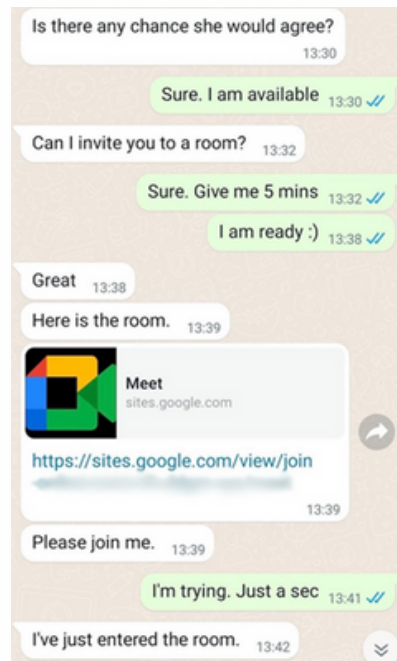 Is there any chance she would agree?
13:30
Sure. I am available 13:30
Can I invite you to a room? 13:32
Sure. Give me 5 mins 13:32
I am ready :) 13:38
Great 13:38
Here is the room. 13:39
Meet
sites.google.com
https://sites.google.com/view/join
13:39
Please join me. 13:39
I'm trying. Just a sec 13:41
I've just entered the room. 13:42